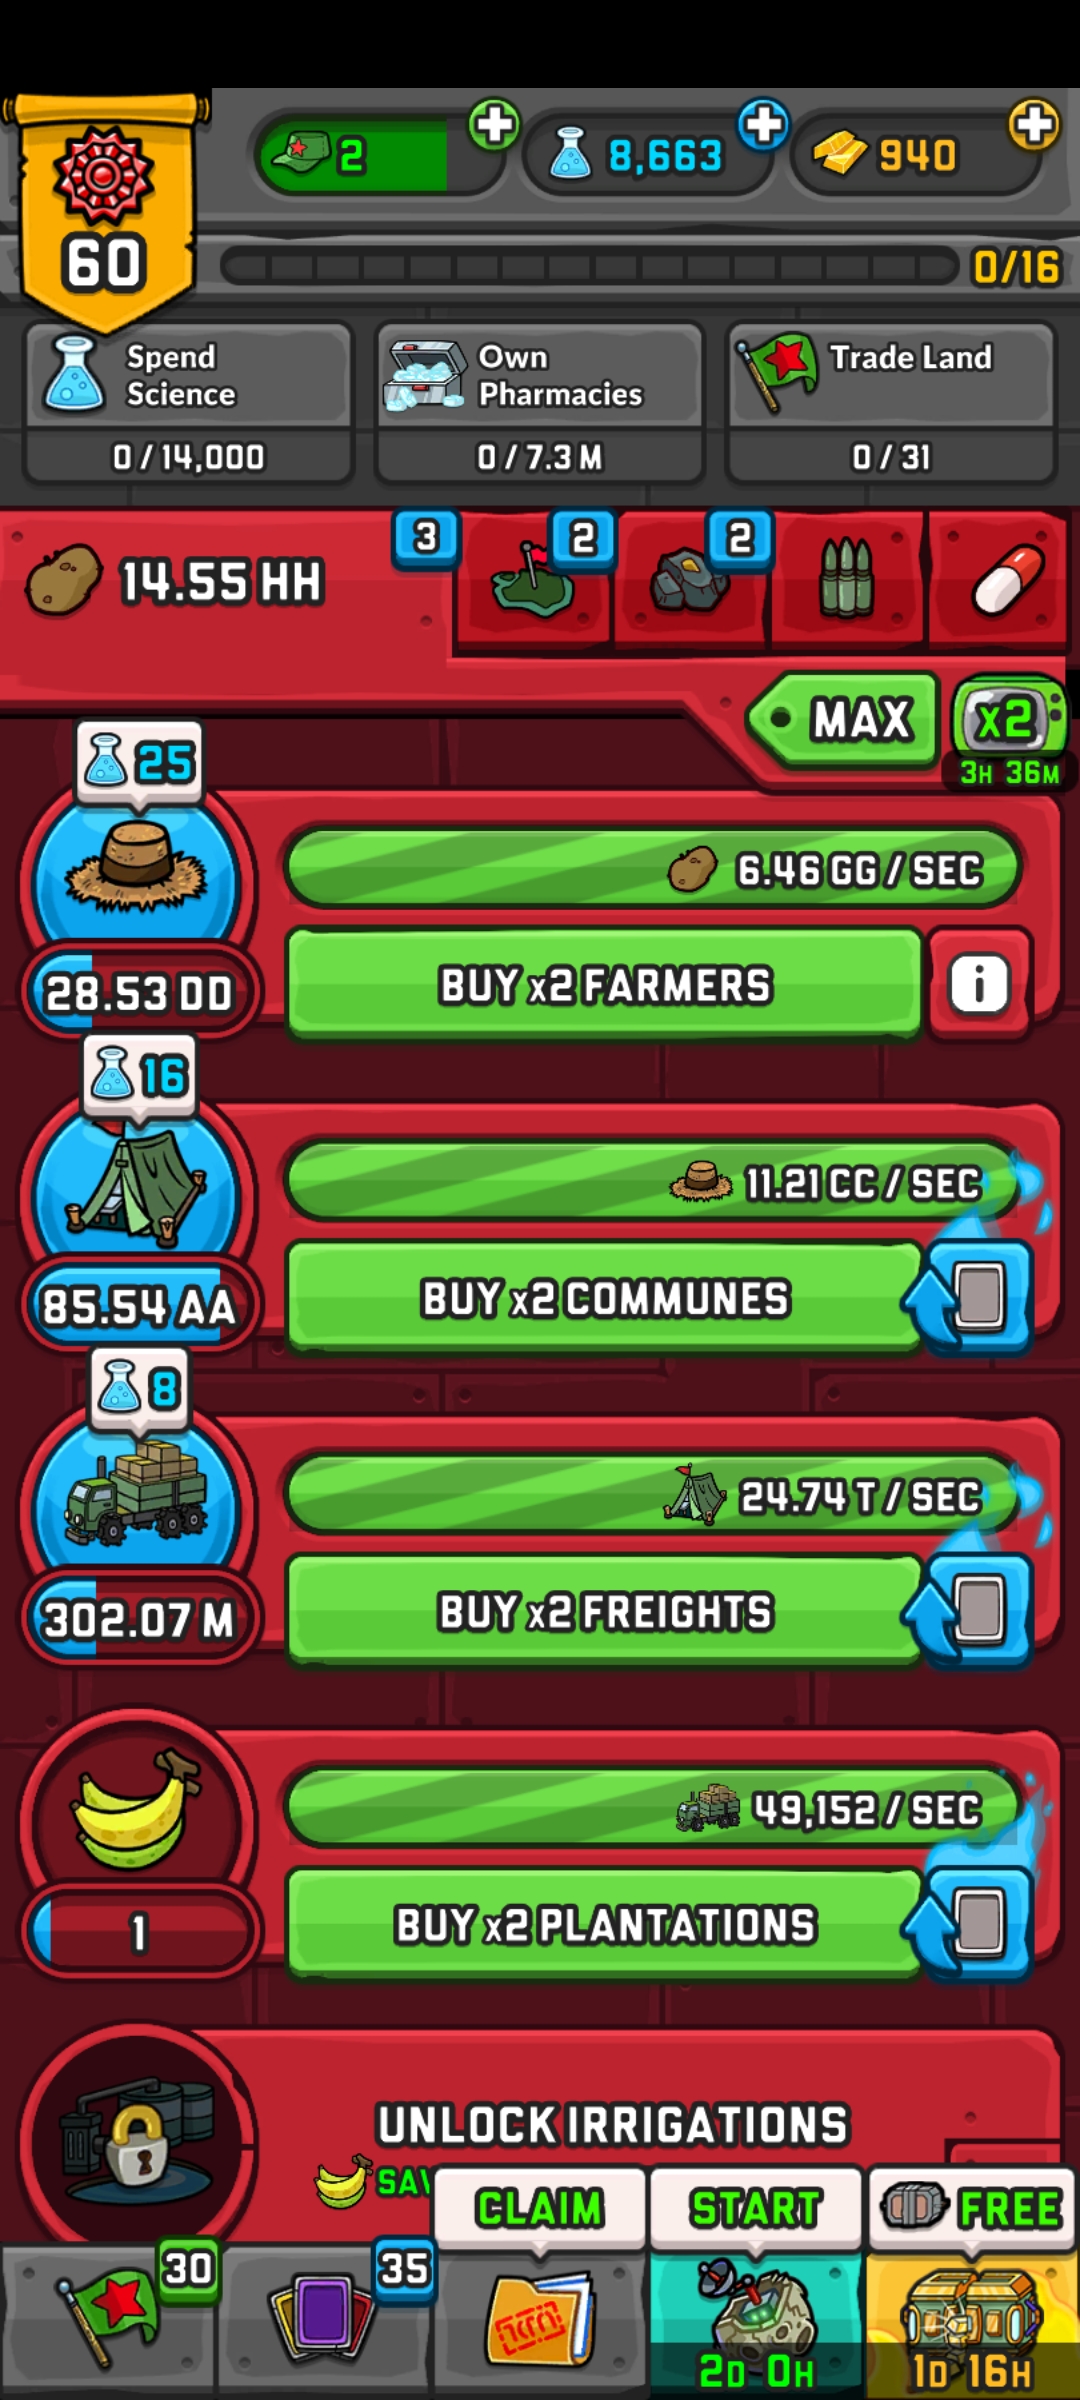 2
8,663
940
60
0/16
Spend
Science
0/14,000
Own
Pharmacies
0/7.3 M
Trade Land
0/31
14.55 HH
3
2
2
MAX
x2
3H 36M
25
6.46 GG / SEC
28.53 DD
BUY x2 FARMERS
i
16
11.21 CC / SEC
85.54 AA
BUY x2 COMMUNES
8
24.74 T / SEC
302.07 M
BUY x2 FREIGHTS
49,152 / SEC
1
BUY x2 PLANTATIONS
UNLOCK IRRIGATIONS
CLAIM
START
FREE
30
35
2D 0H
1D 16H